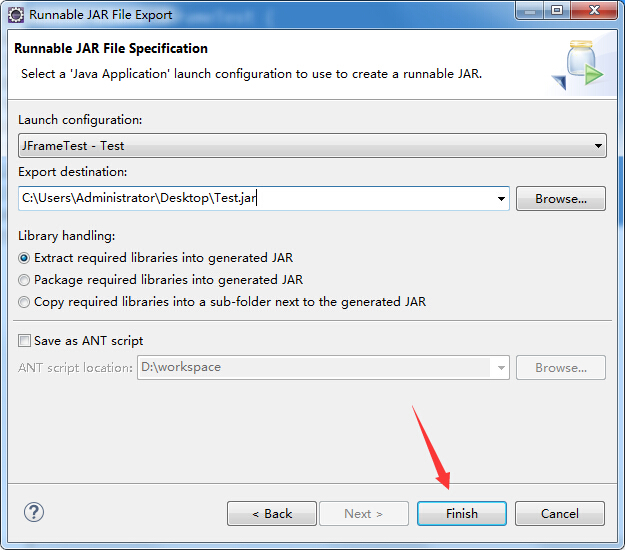 Runnable JAR File Export
Runnable JAR File Specification
Select a 'Java Application' launch configuration to use to create a runnable JAR.
Launch configuration:
JFrameTest - Test
Export destination:
C:\Users\Administrator\Desktop\Test.jar
Browse...
Library handling:
Extract required libraries into generated JAR
Package required libraries into generated JAR
Copy required libraries into a sub-folder next to the generated JAR
Save as ANT script
ANT script location: D:\workspace Browse...
? < Back Next > Finish Cancel